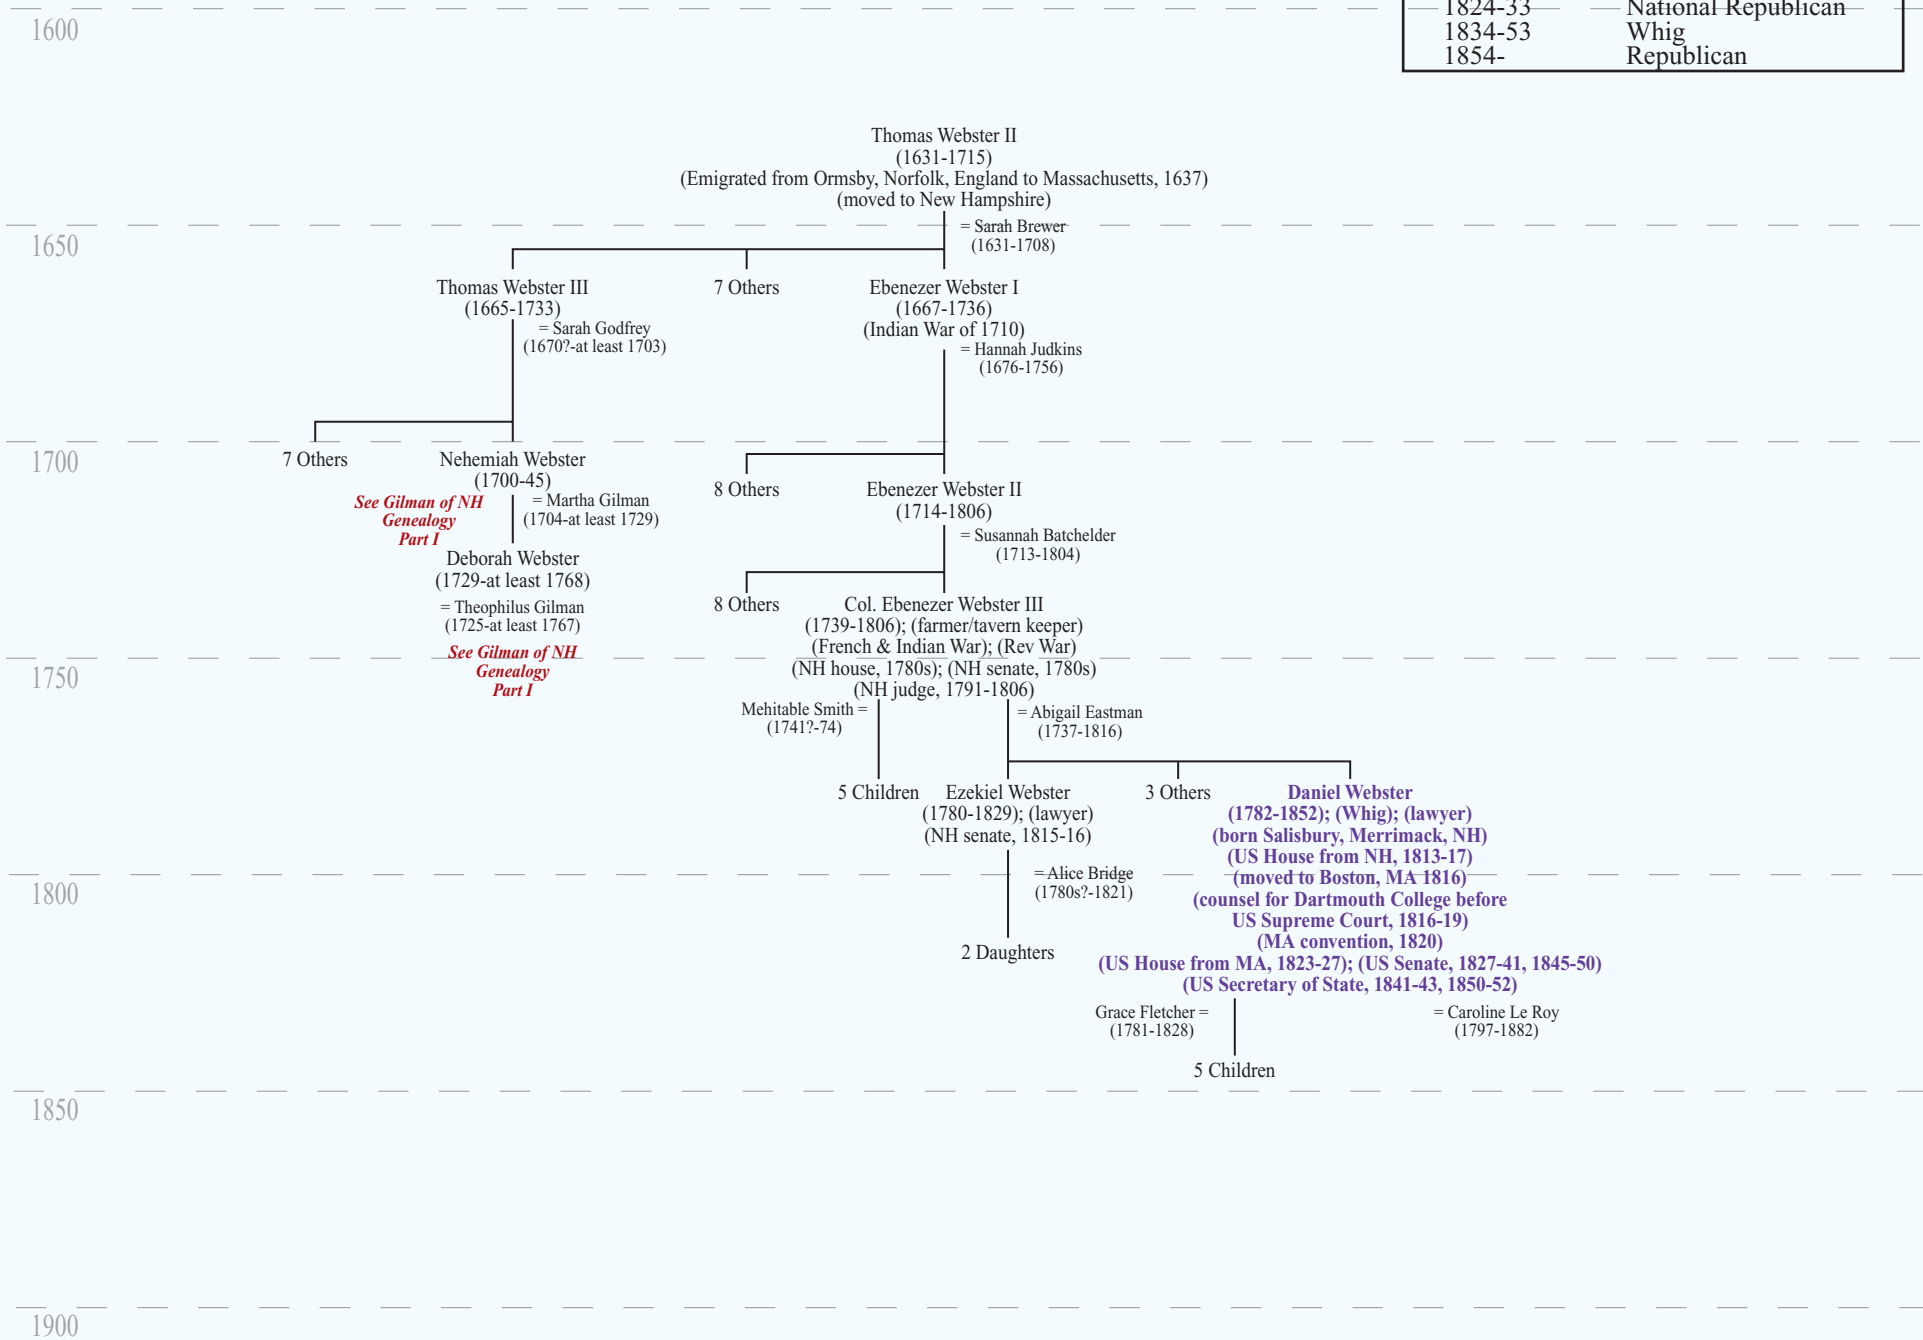 1600
1824-33 National Republican
1834-53 Whig
1854- Republican
Thomas Webster II
(1631-1715)
(Emigrated from Ormsby, Norfolk, England to Massachusetts, 1637)
(moved to New Hampshire)
1650
= Sarah Brewer
(1631-1708)
Thomas Webster III
(1665-1733)
= Sarah Godfrey
(1670?-at least 1703)
7 Others
Ebenezer Webster I
(1667-1736)
(Indian War of 1710)
= Hannah Judkins
(1676-1756)
1700
7 Others
Nehemiah Webster
(1700-45)
See Gilman of NH
Genealogy
Part I
= Martha Gilman
(1704-at least 1729)
Deborah Webster
(1729-at least 1768)
= Theophilus Gilman
(1725-at least 1767)
See Gilman of NH
Genealogy
Part I
8 Others
Ebenezer Webster II
(1714-1806)
= Susannah Batchelder
(1713-1804)
8 Others
Col. Ebenezer Webster III
(1739-1806); (farmer/tavern keeper)
(French & Indian War); (Rev War)
(NH house, 1780s); (NH senate, 1780s)
(NH judge, 1791-1806)
1750
Mehitable Smith =
(1741?-74)
= Abigail Eastman
(1737-1816)
5 Children
Ezekiel Webster
(1780-1829); (lawyer)
(NH senate, 1815-16)
= Alice Bridge
(1780s?-1821)
2 Daughters
3 Others
Daniel Webster
(1782-1852); (Whig); (lawyer)
(born Salisbury, Merrimack, NH)
(US House from NH, 1813-17)
(moved to Boston, MA 1816)
(counsel for Dartmouth College before
US Supreme Court, 1816-19)
(MA convention, 1820)
(US House from MA, 1823-27); (US Senate, 1827-41, 1845-50)
(US Secretary of State, 1841-43, 1850-52)
1800
Grace Fletcher =
(1781-1828)
= Caroline Le Roy
(1797-1882)
5 Children
1850
1900